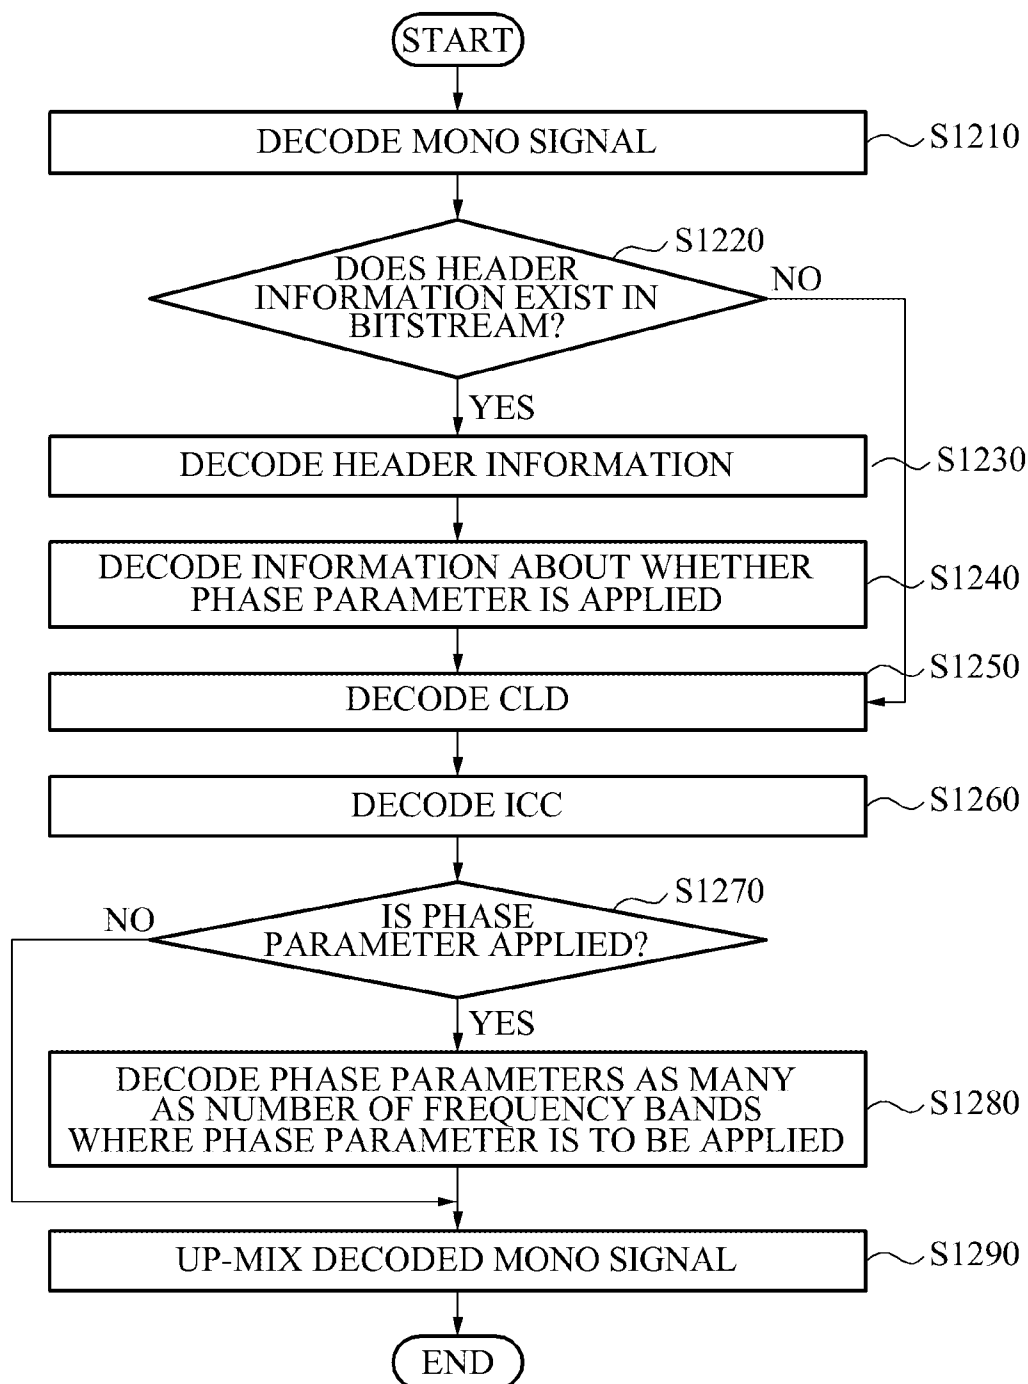 START
DECODE MONO SIGNAL
S1210
S1220
DOES HEADER
INFORMATION EXIST IN
BITSTREAM?
NO
YES
DECODE HEADER INFORMATION
S1230
DECODE INFORMATION ABOUT WHETHER
PHASE PARAMETER IS APPLIED
S1240
S1250
DECODE CLD
DECODE ICC
S1260
S1270
NO
IS PHASE
PARAMETER APPLIED?
YES
DECODE PHASE PARAMETERS AS MANY
AS NUMBER OF FREQUENCY BANDS
WHERE PHASE PARAMETER IS TO BE APPLIED
S1280
UP-MIX DECODED MONO SIGNAL
S1290
END